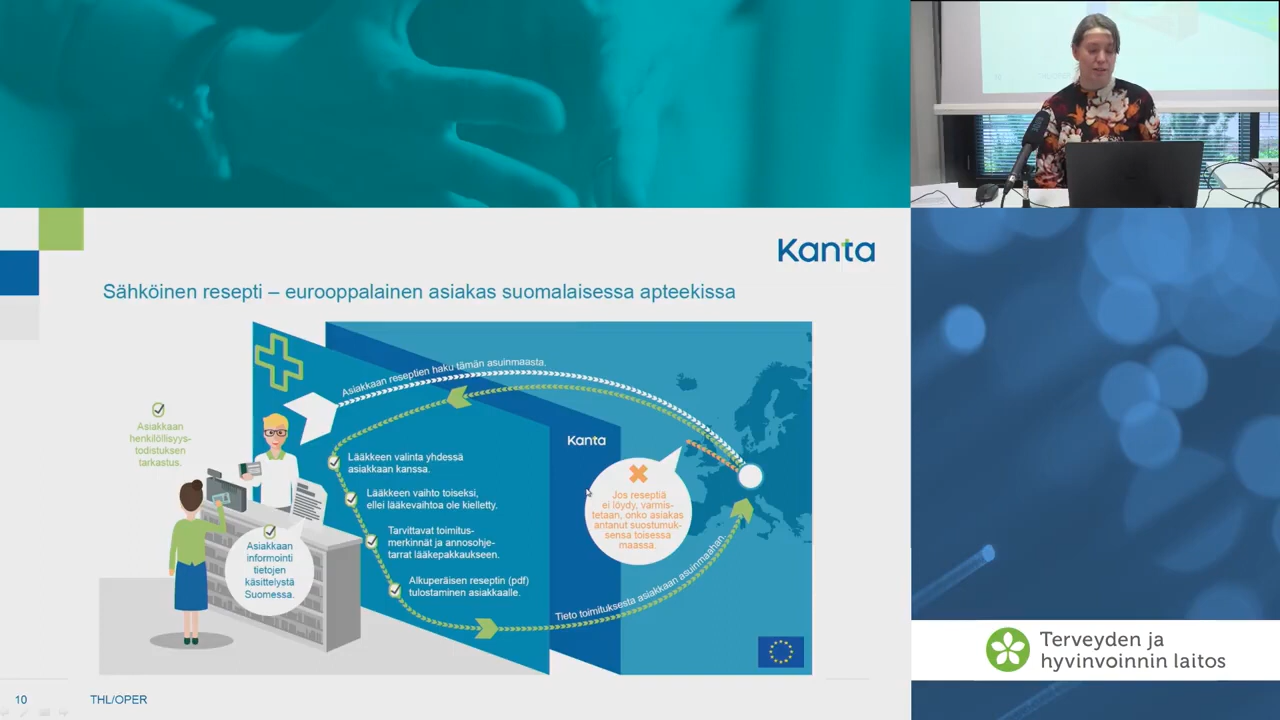 Kanta
Sähköinen resepti – eurooppalainen asiakas suomalaisessa apteekissa
Asiakkaan reseptien haku tämän asuinmaasta.
Asiakkaan
henkilöllisyys-
todistuksen
tarkastus.
Kanta
Lääkkeen valinta yhdessä
asiakkaan kanssa.
Lääkkeen vaihto toiseksi,
ellei lääkevaihtoa ole kielletty.
Tarvittavat toimitus-
merkinnät ja annosohje-
tarrat lääkepakkaukseen.
Alkuperäisen reseptin (pdf)
tulostaminen asiakkaalle.
Jos reseptiä
ei löydy, varmis-
tetaan, onko asiakas
antanut suostumuk-
sensa toisessa
maassa.
Asiakkaan
informointi
tietojen
käsittelystä
Suomessa.
Tieto toimituksesta asiakkaan asuinmaahan.
10
THL/OPER
Terveyden ja
hyvinvoinnin laitos